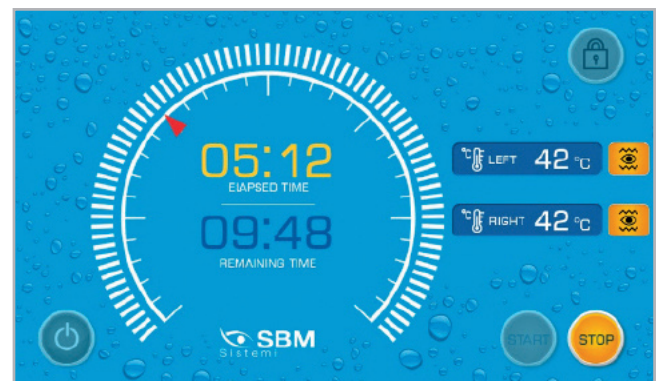 05:12
ELAPSED TIME
09:48
REMAINING TIME
°C LEFT 42 °C
°C RIGHT 42 °C
SBM
Sistemi
START
STOP